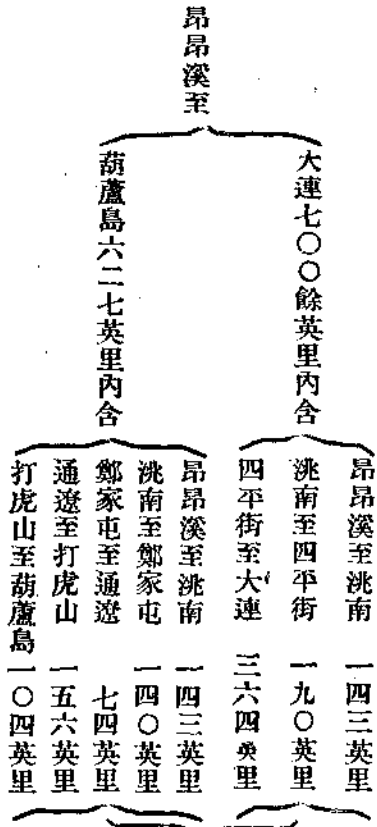 昂昂溪至
大連七〇〇餘英里內含
昂昂溪至洮南 一四三英里
洮南至四平街 一九〇英里
四平街至大連 三六四英里
葫蘆島六二七英里內含
昂昂溪至洮南 一四三英里
洮南至鄭家屯 一四〇英里
鄭家屯至通遼 七四英里
通遼至打虎山 一五六英里
打虎山至葫蘆島 一〇四英里